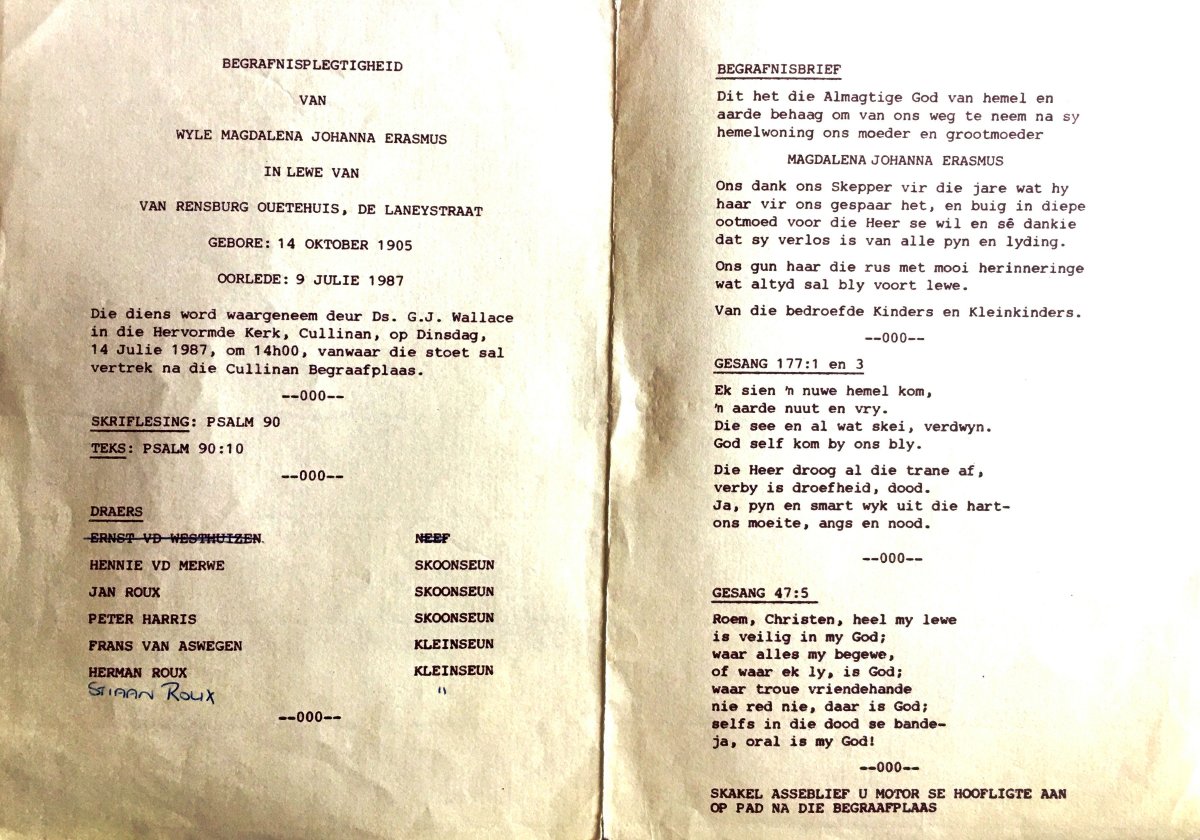 BEGRAFNISPLEGTIGHEID
VAN
WYLE MAGDALENA JOHANNA ERASMUS
IN LEWE VAN
VAN RENSBURG OUETEHUIS, DE LANEYSTRAAT
GEBORE: 14 OKTOBER 1905
OORLEDE: 9 JULIE 1987
Die diens word waargeneem deur Ds. G.J. Wallace
in die Hervormde Kerk, Cullinan, op Dinsdag,
14 Julie 1987, om 14h00, vanwaar die stoet sal
vertrek na die Cullinan Begraafplaas.
--000--
SKRIFLESING: PSALM 90
TEKS: PSALM 90:10
--000--
DRAERS
ERNST VD WESTHUIZEN NEEF
HENNIE VD MERWE SKOONSEUN
JAN ROUX SKOONSEUN
PETER HARRIS SKOONSEUN
FRANS VAN ASWEGEN KLEINSEUN
HERMAN ROUX KLEINSEUN
STIAAN ROUX "
--000--
BEGRAFNISBRIEF
Dit het die Almagtige God van hemel en
aarde behaag om van ons weg te neem na sy
hemelwoning ons moeder en grootmoeder
MAGDALENA JOHANNA ERASMUS
Ons dank ons Skepper vir die jare wat hy
haar vir ons gespaar het, en buig in diepe
ootmoed voor die Heer se wil en sê dankie
dat sy verlos is van alle pyn en lyding.
Ons gun haar die rus met mooi herinneringe
wat altyd sal bly voort lewe.
Van die bedroefde Kinders en Kleinkinders.
--000--
GESANG 177:1 en 3
Ek sien 'n nuwe hemel kom,
'n aarde nuut en vry.
Die see en al wat skei, verdwyn.
God self kom by ons bly.
Die Heer droog al die trane af,
verby is droefheid, dood.
Ja, pyn en smart wyk uit die hart-
ons moeite, angs en nood.
--000--
GESANG 47:5
Roem, Christen, heel my lewe
is veilig in my God;
waar alles my begewe,
of waar ek ly, is God;
waar troue vriendehande
nie red nie, daar is God;
selfs in die dood se bande-
ja, oral is my God!
--000--
SKAKEL ASSEBLIEF U MOTOR SE HOOFLIGTE AAN
OP PAD NA DIE BEGRAAFPLAAS